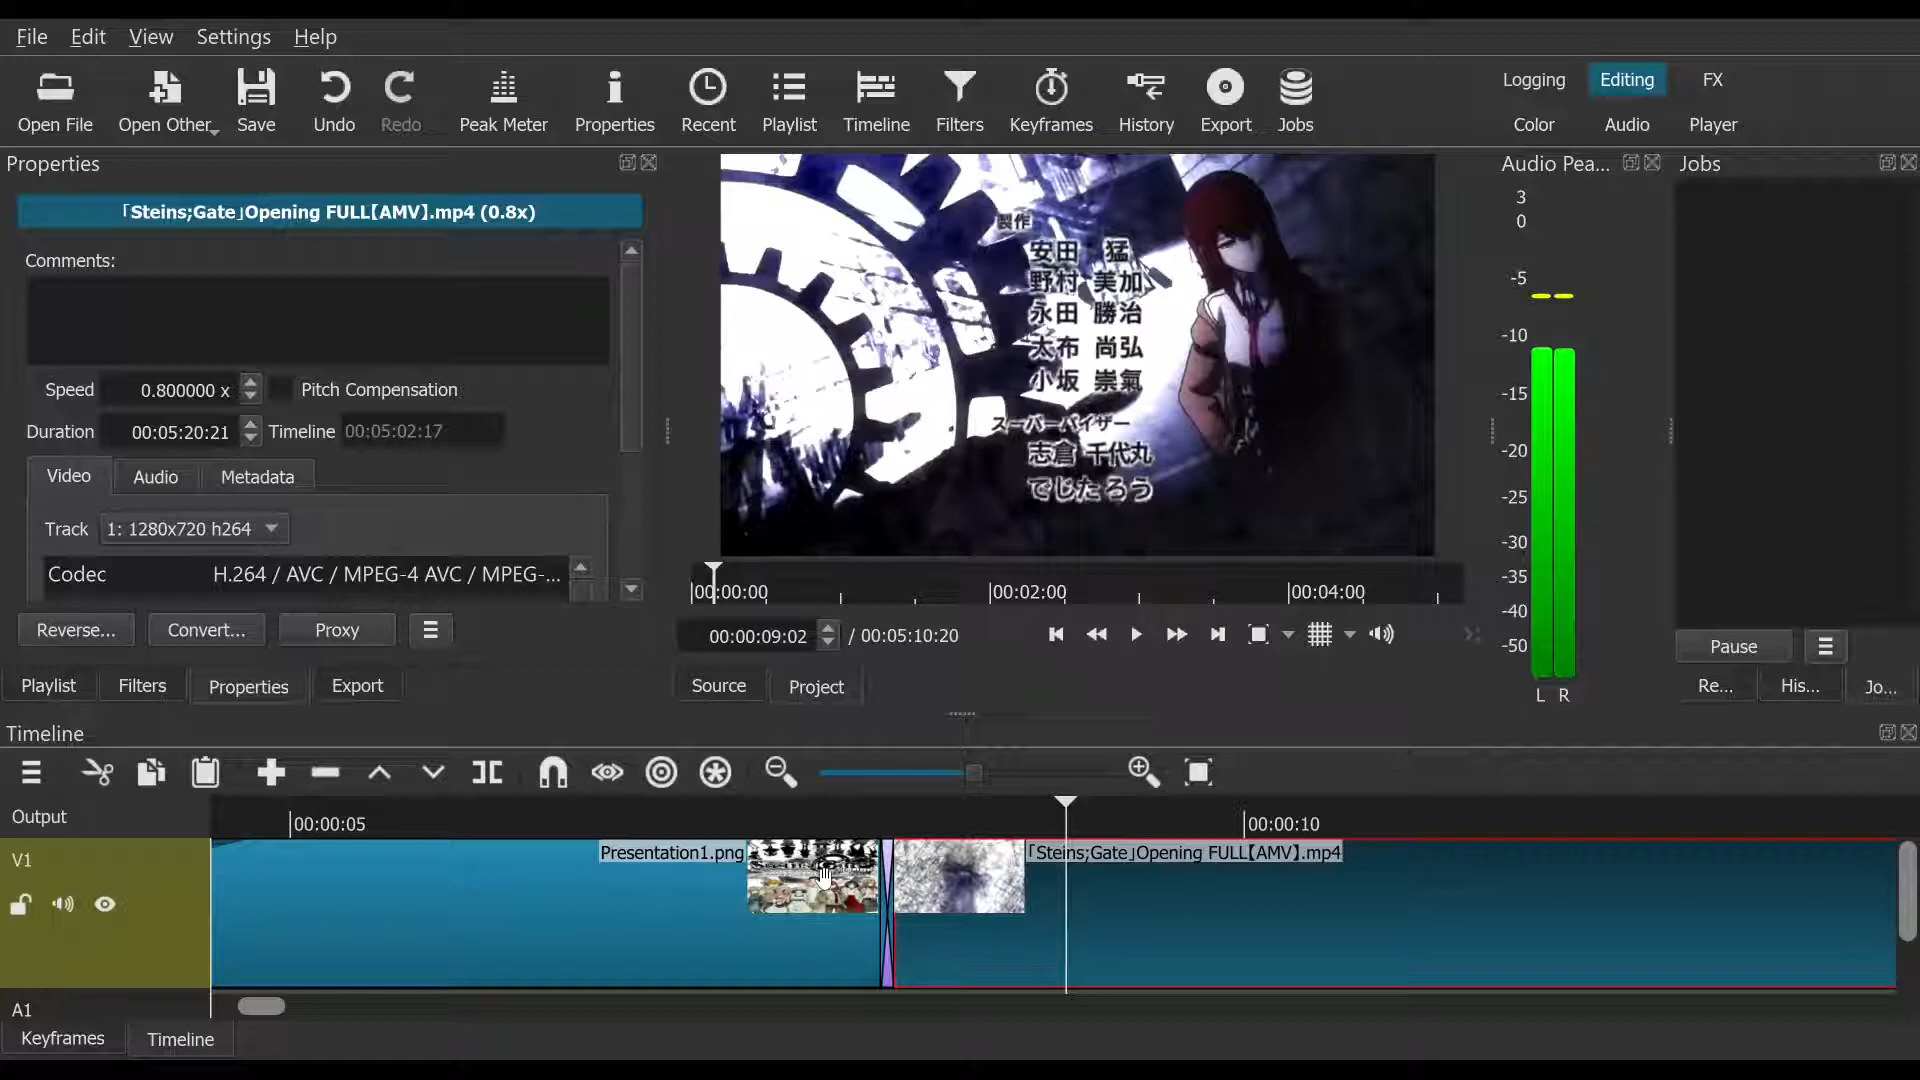 File Edit View Settings Help
Open File Open Other Save Undo Redo Peak Meter Properties Recent Playlist Timeline Filters Keyframes History Export Jobs
Logging Editing FX
Color Audio Player
Properties
「Steins;Gate」Opening FULL【AMV】.mp4 (0.8x)
Comments:
Speed 0.800000 x Pitch Compensation
Duration 00:05:20:21 Timeline 00:05:02:17
Video Audio Metadata
Track 1: 1280x720 h264
Codec H.264 / AVC / MPEG-4 AVC / MPEG-...
Reverse... Convert... Proxy
Playlist Filters Properties Export
製作
安田 猛
野村 美加
永田 勝治
太布 尚弘
小坂 崇氣
スーパーバイザー
志倉 千代丸
でじたろう
00:00:00 00:02:00 00:04:00
00:00:09:02 / 00:05:10:20
Source Project
Audio Pea...
3
0
-5
-10
-15
-20
-25
-30
-35
-40
-50
L R
Jobs
Pause
Re... His... Jo...
Timeline
Output
00:00:05 00:00:10
V1
Presentation1.png
「Steins;Gate」Opening FULL【AMV】.mp4
A1
Keyframes Timeline